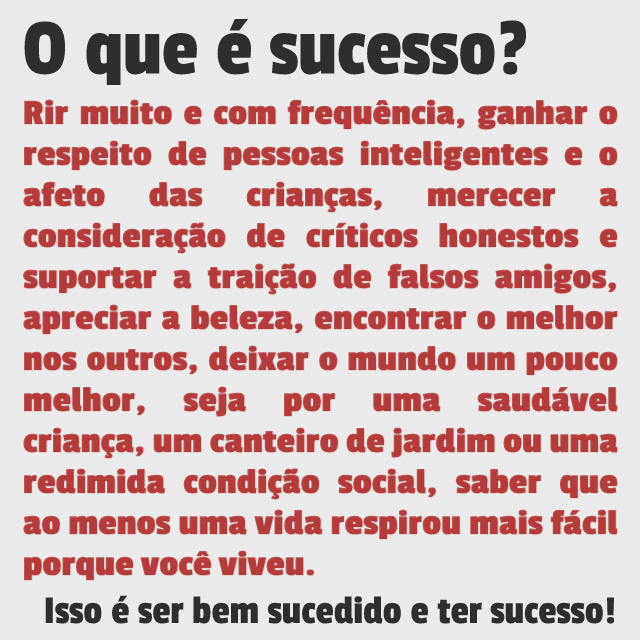 O que é sucesso?
Rir muito e com frequência, ganhar o
respeito de pessoas inteligentes e o
afeto das crianças, merecer a
consideração de críticos honestos e
suportar a traição de falsos amigos,
apreciar a beleza, encontrar o melhor
nos outros, deixar o mundo um pouco
melhor, seja por uma saudável
criança, um canteiro de jardim ou uma
redimida condição social, saber que
ao menos uma vida respirou mais fácil
porque você viveu.
Isso é ser bem sucedido e ter sucesso!